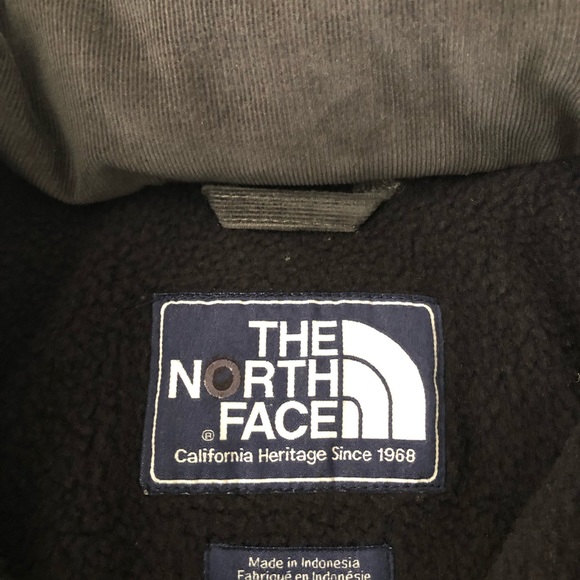 THE
NORTH
FACE
®
California Heritage Since 1968
Made in Indonesia
Fabriqué en Indonésie